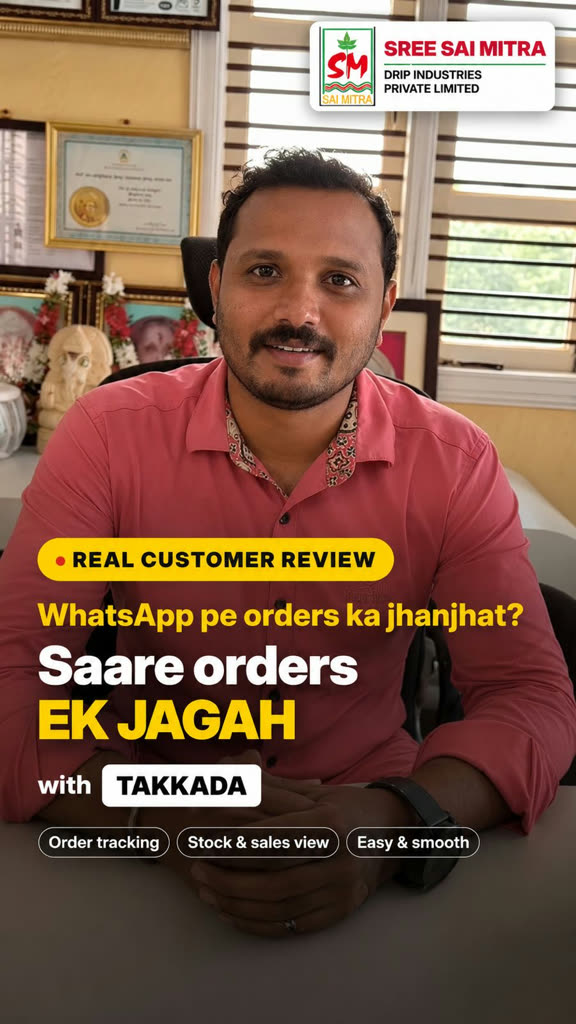 SREE SAI MITRA
DRIP INDUSTRIES
PRIVATE LIMITED
SM
SAI MITRA
REAL CUSTOMER REVIEW
WhatsApp pe orders ka jhanjhat?
Saare orders
EK JAGAH
with TAKKADA
Order tracking
Stock & sales view
Easy & smooth